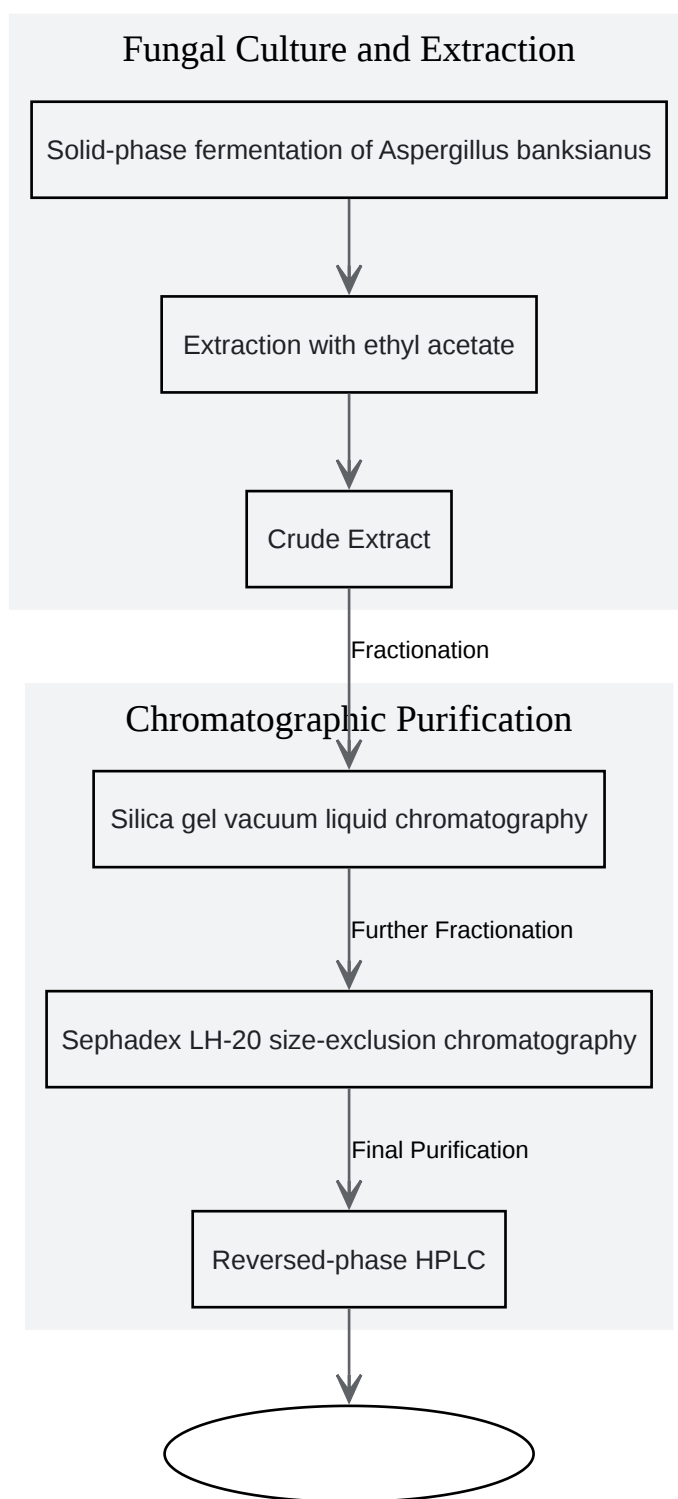 Fungal Culture and Extraction
Solid-phase fermentation of Aspergillus banksianus
Extraction with ethyl acetate
Crude Extract
Fractionation
Chromatographic Purification
Silica gel vacuum liquid chromatography
Further Fractionation
Sephadex LH-20 size-exclusion chromatography
Final Purification
Reversed-phase HPLC